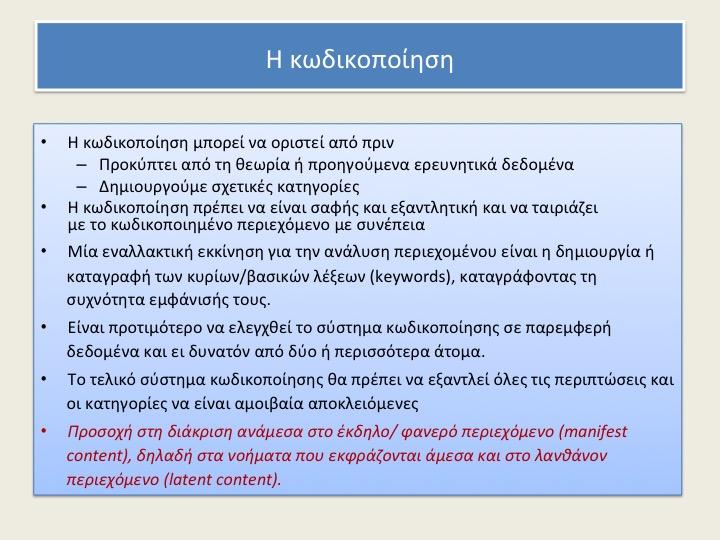 Η κωδικοποίηση
• Η κωδικοποίηση μπορεί να οριστεί από πριν
– Προκύπτει από τη θεωρία ή προηγούμενα ερευνητικά δεδομένα
– Δημιουργούμε σχετικές κατηγορίες
• Η κωδικοποίηση πρέπει να είναι σαφής και εξαντλητική και να ταιριάζει
με το κωδικοποιημένο περιεχόμενο με συνέπεια
• Μία εναλλακτική εκκίνηση για την ανάλυση περιεχομένου είναι η δημιουργία ή
καταγραφή των κυρίων/βασικών λέξεων (keywords), καταγράφοντας τη
συχνότητα εμφάνισής τους.
• Είναι προτιμότερο να ελεγχθεί το σύστημα κωδικοποίησης σε παρεμφερή
δεδομένα και ει δυνατόν από δύο ή περισσότερα άτομα.
• Το τελικό σύστημα κωδικοποίησης θα πρέπει να εξαντλεί όλες τις περιπτώσεις και
οι κατηγορίες να είναι αμοιβαία αποκλειόμενες
• Προσοχή στη διάκριση ανάμεσα στο έκδηλο/ φανερό περιεχόμενο (manifest
content), δηλαδή στα νοήματα που εκφράζονται άμεσα και στο λανθάνον
περιεχόμενο (latent content).